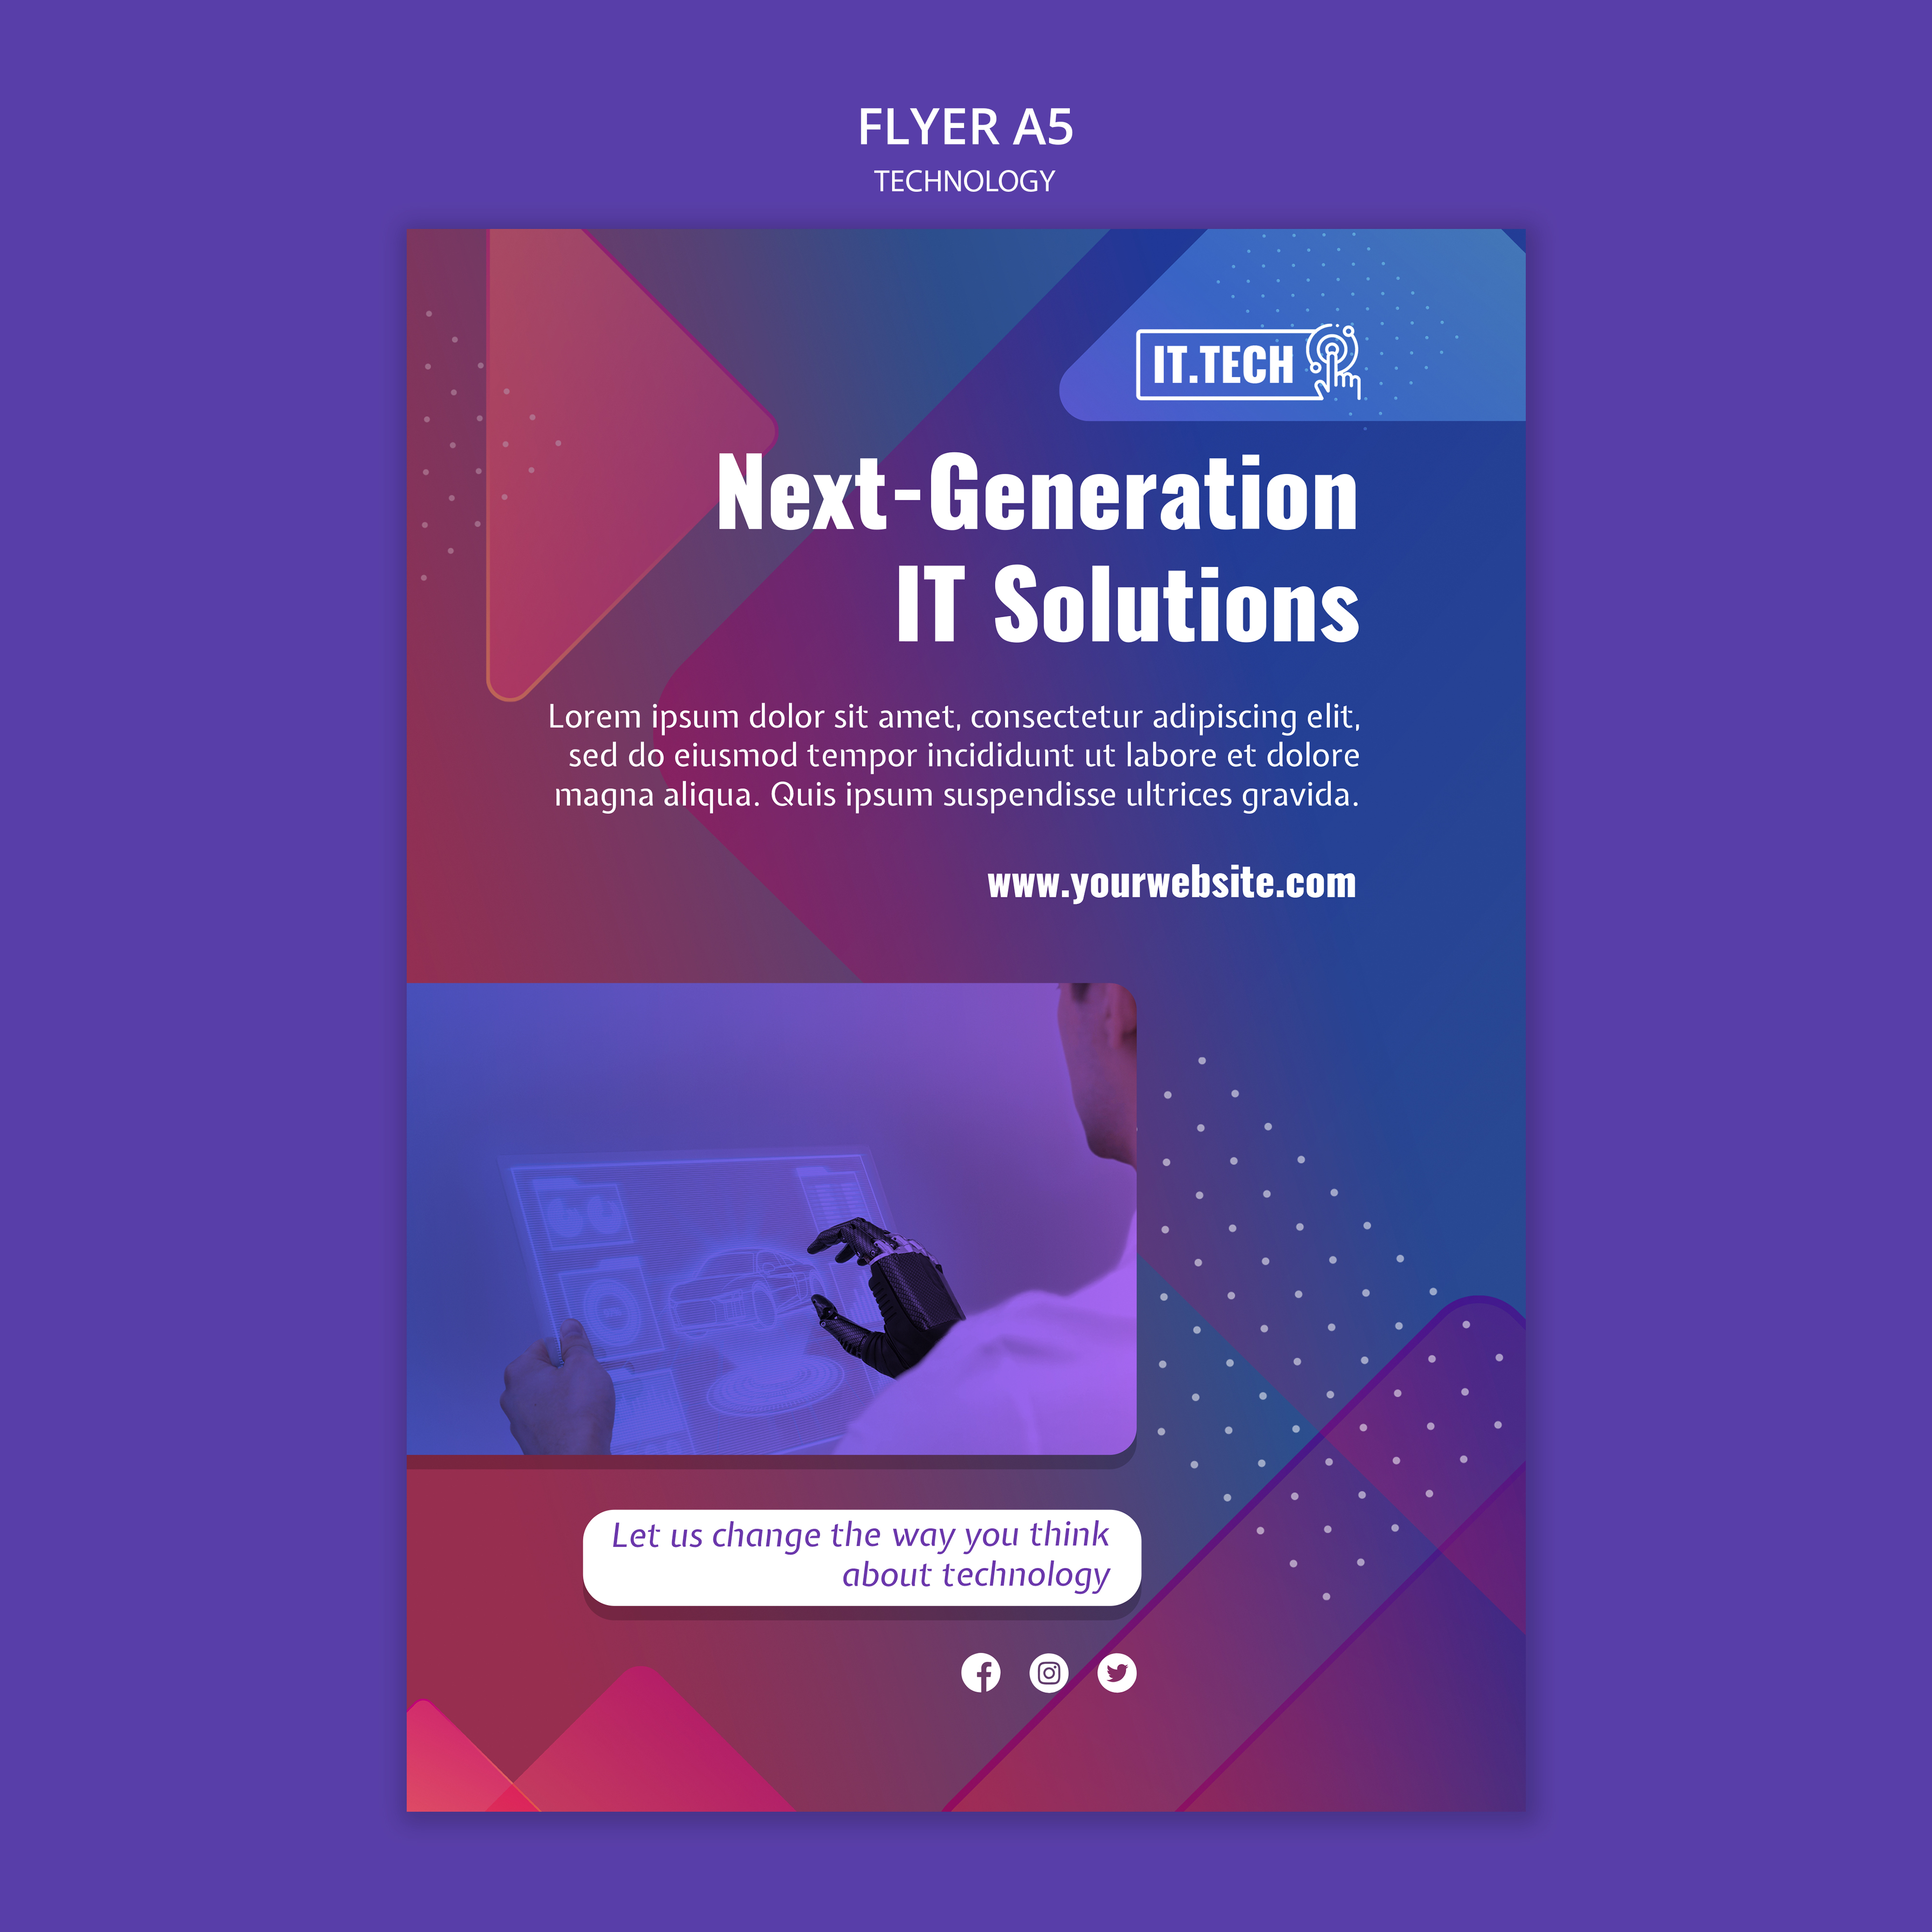 FLYER A5
TECHNOLOGY
IT.TECH
Next-Generation
IT Solutions
Lorem ipsum dolor sit amet, consectetur adipiscing elit,
sed do eiusmod tempor incididunt ut labore et dolore
magna aliqua. Quis ipsum suspendisse ultrices gravida.
www.yourwebsite.com
Let us change the way you think
about technology